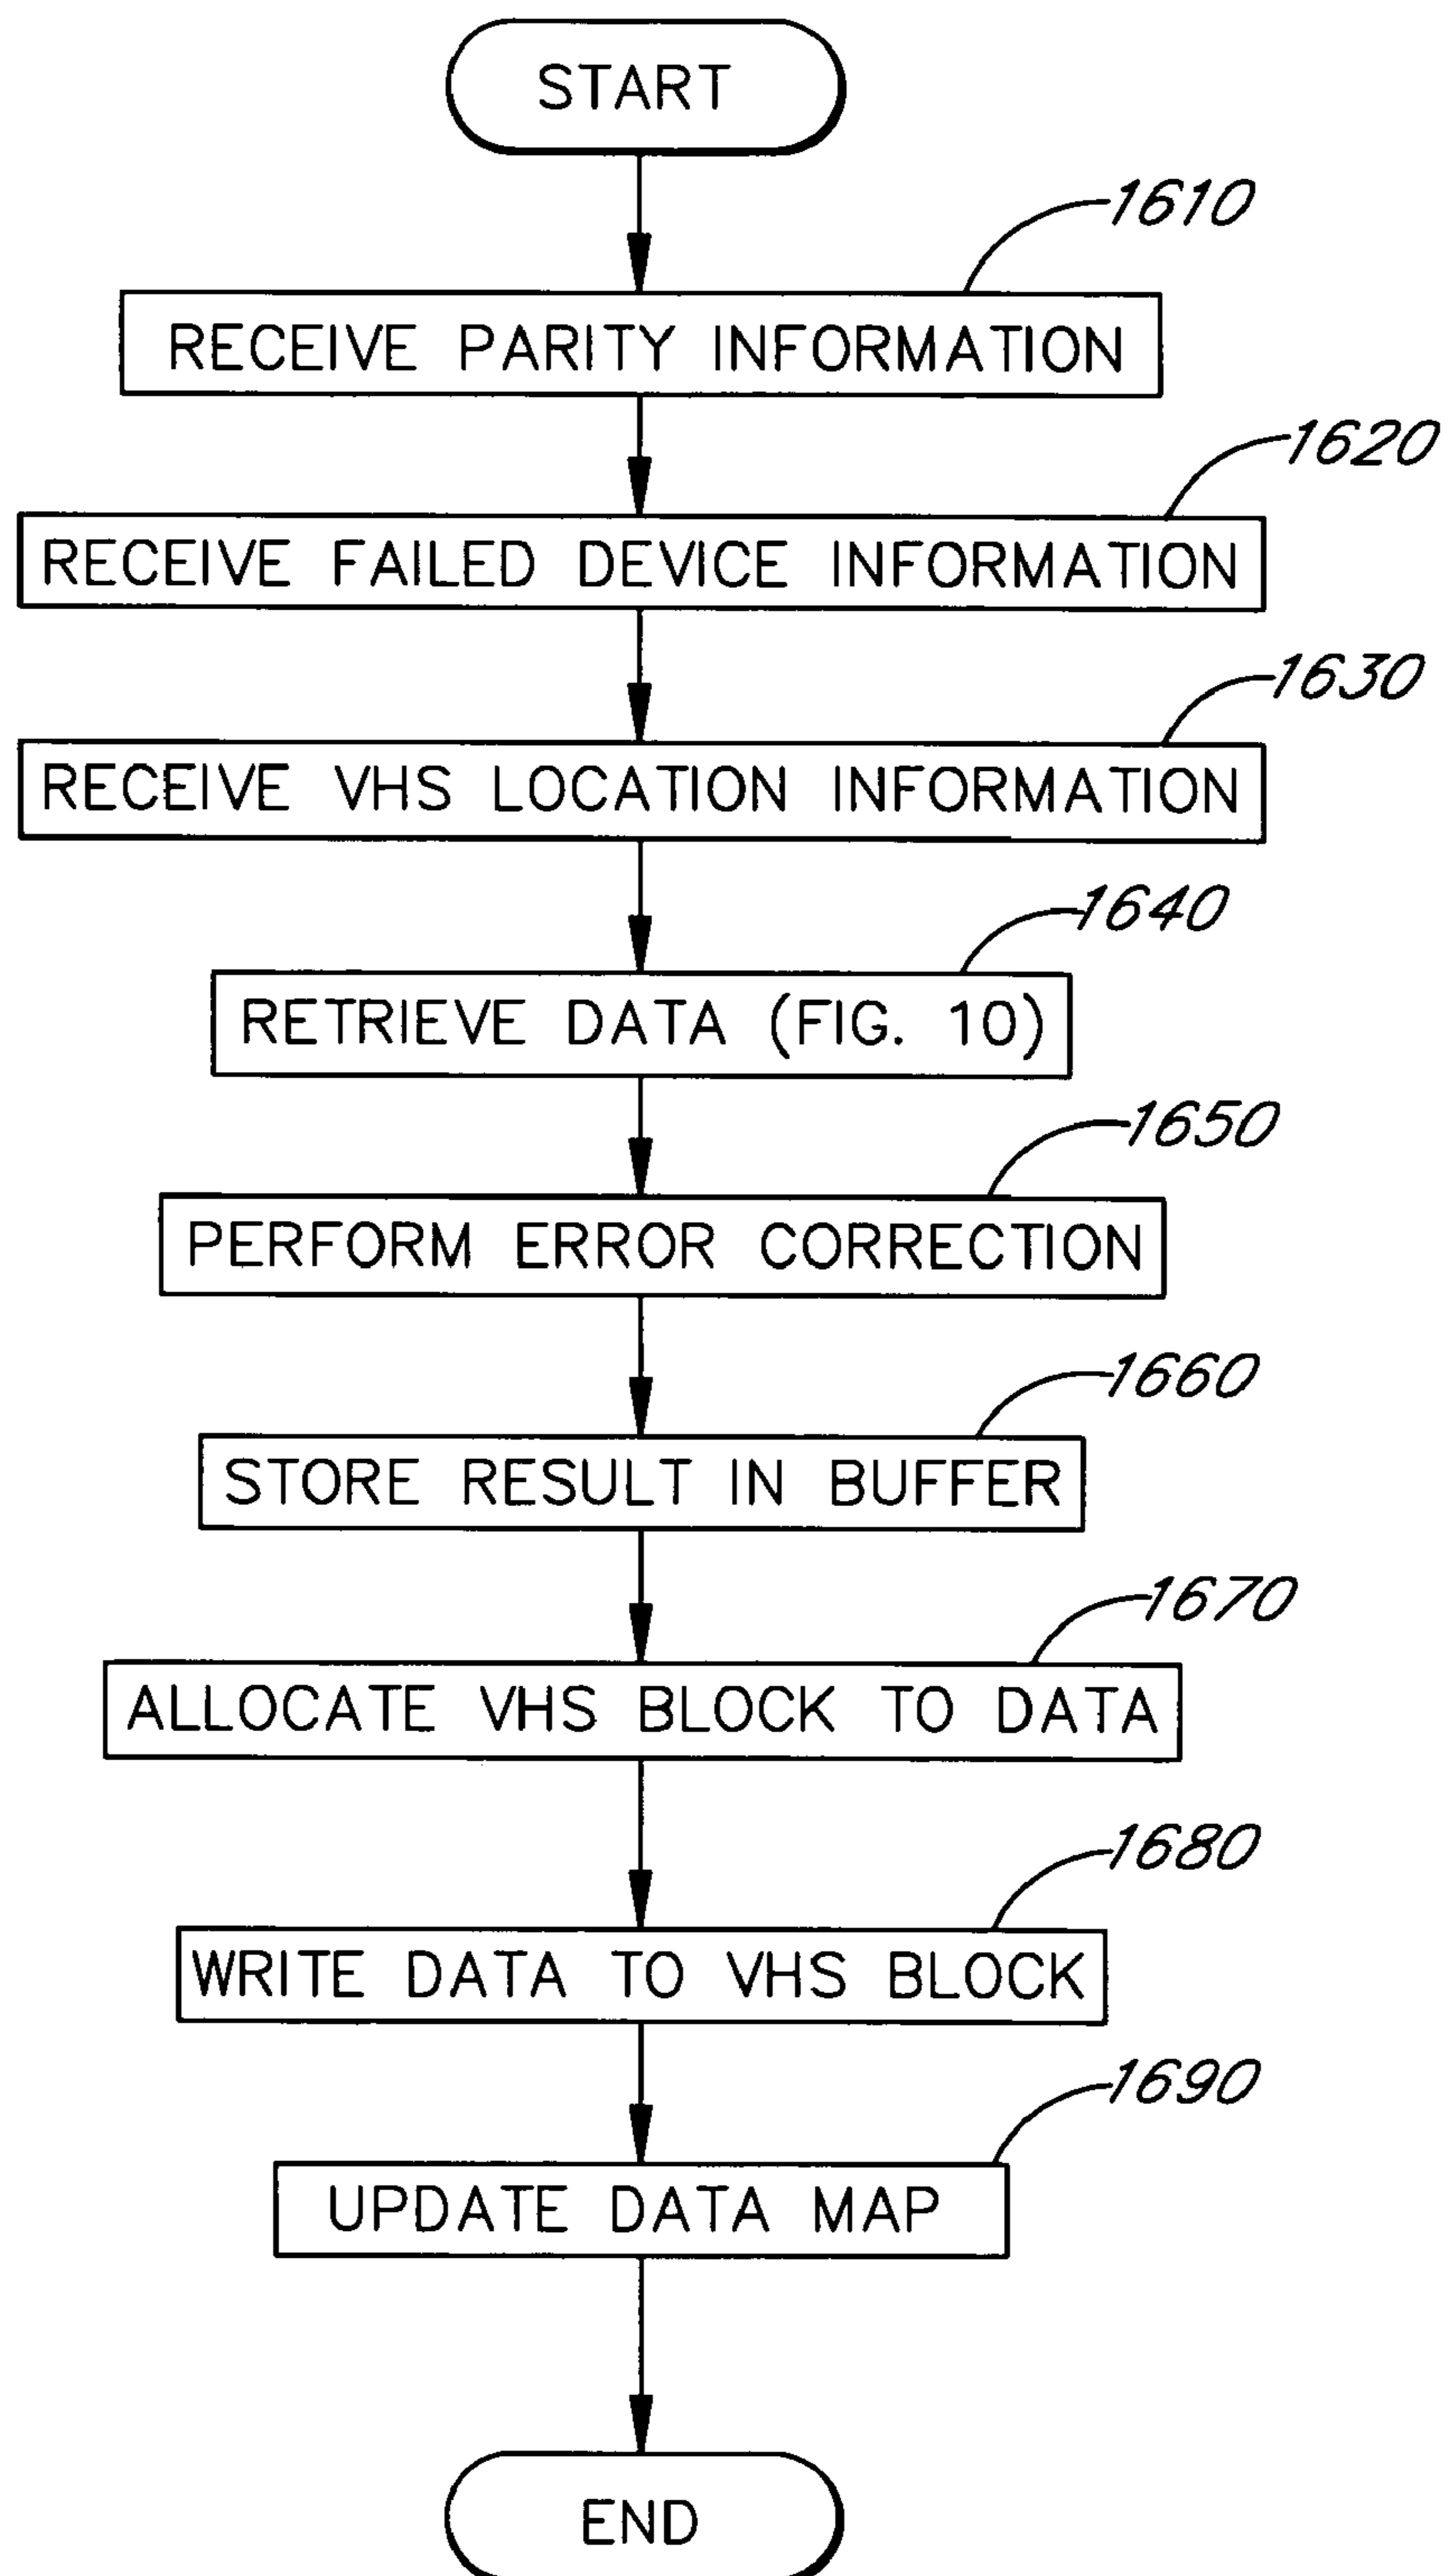 START
1610
RECEIVE PARITY INFORMATION
1620
RECEIVE FAILED DEVICE INFORMATION
1630
RECEIVE VHS LOCATION INFORMATION
1640
RETRIEVE DATA (FIG. 10)
1650
PERFORM ERROR CORRECTION
1660
STORE RESULT IN BUFFER
1670
ALLOCATE VHS BLOCK TO DATA
1680
WRITE DATA TO VHS BLOCK
1690
UPDATE DATA MAP
END